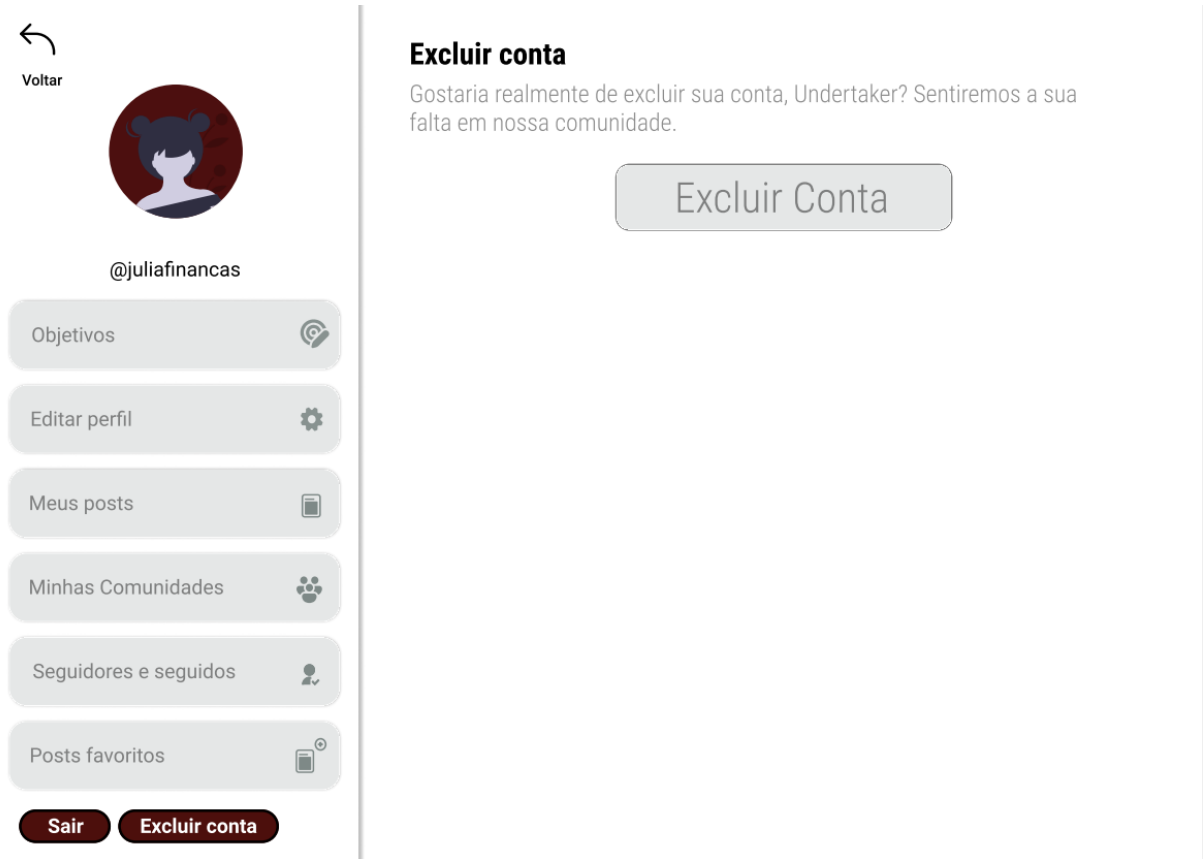 Voltar
@juliafinancas
Objetivos
Editar perfil
Meus posts
Minhas Comunidades
Seguidores e seguidos
Posts favoritos
Sair
Excluir conta
Excluir conta
Gostaria realmente de excluir sua conta, Undertaker? Sentiremos a sua
falta em nossa comunidade.
Excluir Conta